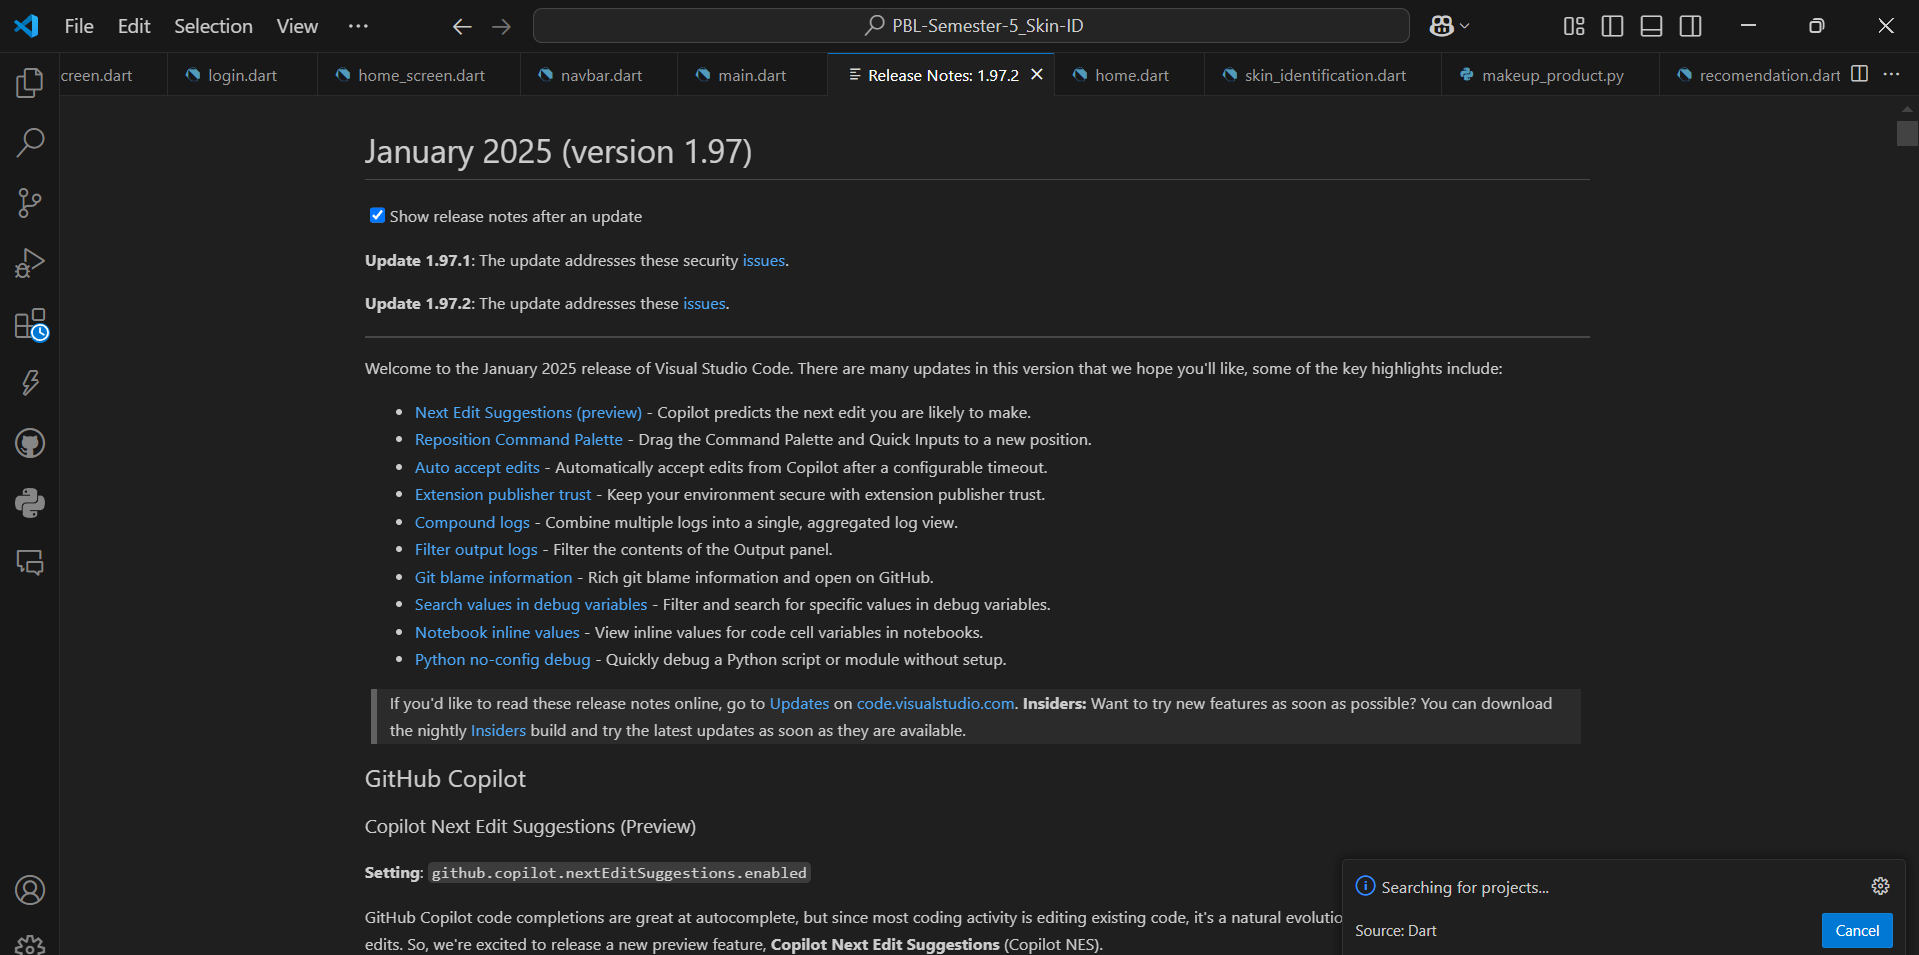 File Edit Selection View ··· PBL-Semester-5_Skin-ID
creen.dart login.dart home_screen.dart navbar.dart main.dart Release Notes: 1.97.2 home.dart skin_identification.dart makeup_product.py recomendation.dart
January 2025 (version 1.97)
Show release notes after an update
Update 1.97.1: The update addresses these security issues.
Update 1.97.2: The update addresses these issues.
Welcome to the January 2025 release of Visual Studio Code. There are many updates in this version that we hope you'll like, some of the key highlights include:
• Next Edit Suggestions (preview) - Copilot predicts the next edit you are likely to make.
• Reposition Command Palette - Drag the Command Palette and Quick Inputs to a new position.
• Auto accept edits - Automatically accept edits from Copilot after a configurable timeout.
• Extension publisher trust - Keep your environment secure with extension publisher trust.
• Compound logs - Combine multiple logs into a single, aggregated log view.
• Filter output logs - Filter the contents of the Output panel.
• Git blame information - Rich git blame information and open on GitHub.
• Search values in debug variables - Filter and search for specific values in debug variables.
• Notebook inline values - View inline values for code cell variables in notebooks.
• Python no-config debug - Quickly debug a Python script or module without setup.
If you'd like to read these release notes online, go to Updates on code.visualstudio.com. Insiders: Want to try new features as soon as possible? You can download
the nightly Insiders build and try the latest updates as soon as they are available.
GitHub Copilot
Copilot Next Edit Suggestions (Preview)
Setting: github.copilot.nextEditSuggestions.enabled
GitHub Copilot code completions are great at autocomplete, but since most coding activity is editing existing code, it's a natural evolutio
edits. So, we're excited to release a new preview feature, Copilot Next Edit Suggestions (Copilot NES).
Searching for projects...
Source: Dart
Cancel